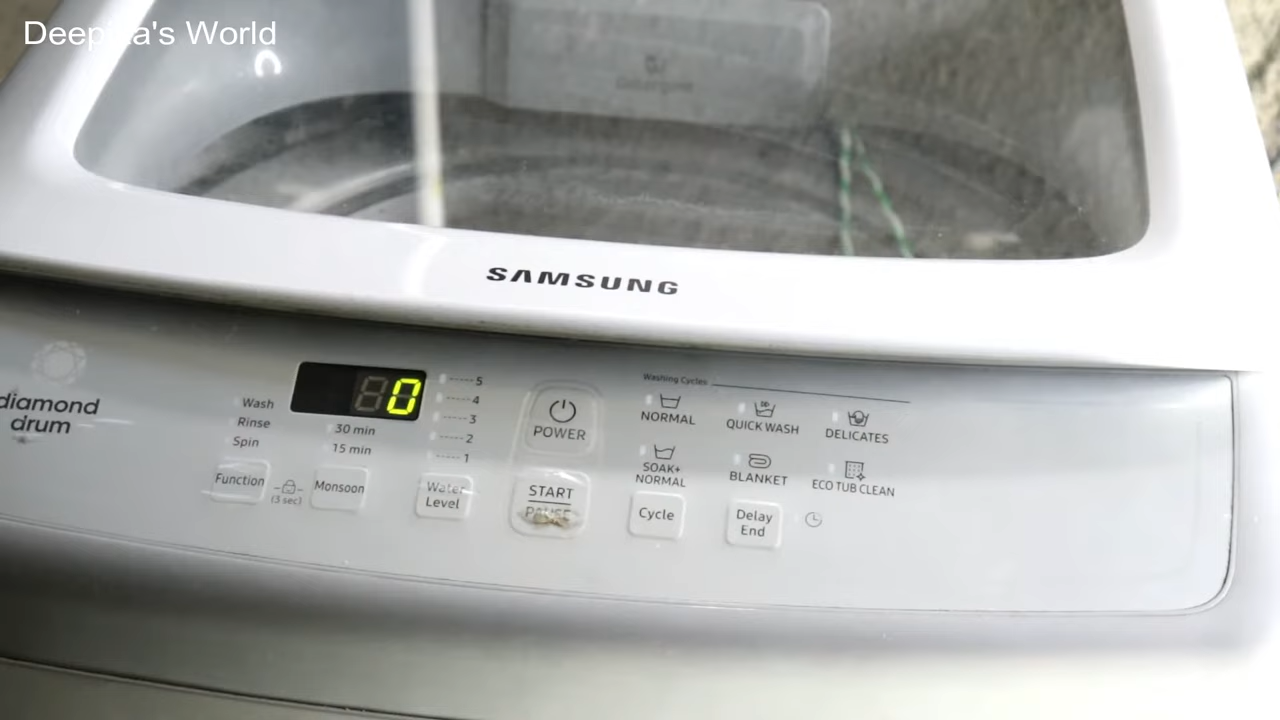 Deepika's World
SAMSUNG
diamond
drum
Wash
Rinse
Spin
0
30 min
15 min
5
4
3
2
1
Function
(3 sec)
Monsoon
Water
Level
POWER
START
PAUSE
Washing Cycles
NORMAL
QUICK WASH
DELICATES
SOAK+
NORMAL
BLANKET
ECO TUB CLEAN
Cycle
Delay
End